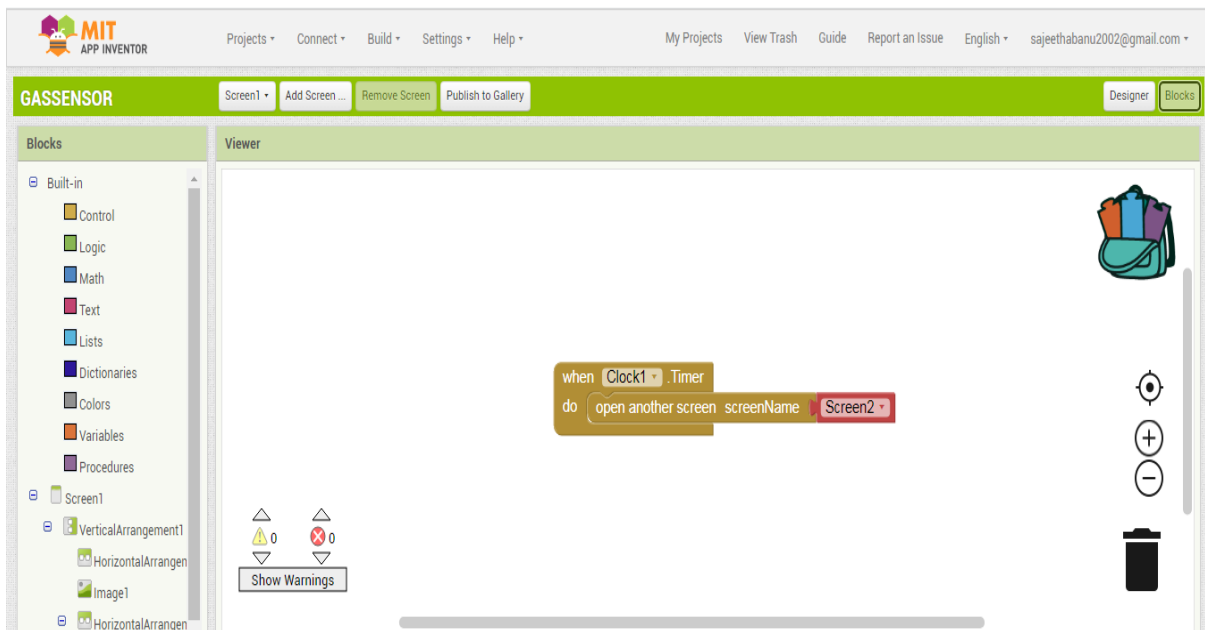 MIT
APP INVENTOR
Projects Connect Build Settings Help My Projects View Trash Guide Report an Issue English sajeethabanu2002@gmail.com
GASSENSOR Screen1 Add Screen ... Remove Screen Publish to Gallery Designer Blocks
Blocks Viewer
Built-in
Control
Logic
Math
Text
Lists
Dictionaries
Colors
Variables
Procedures
Screen1
VerticalArrangement1
HorizontalArrangen
Image1
HorizontalArrangen
when Clock1 .Timer
do open another screen screenName Screen2
0 0
Show Warnings